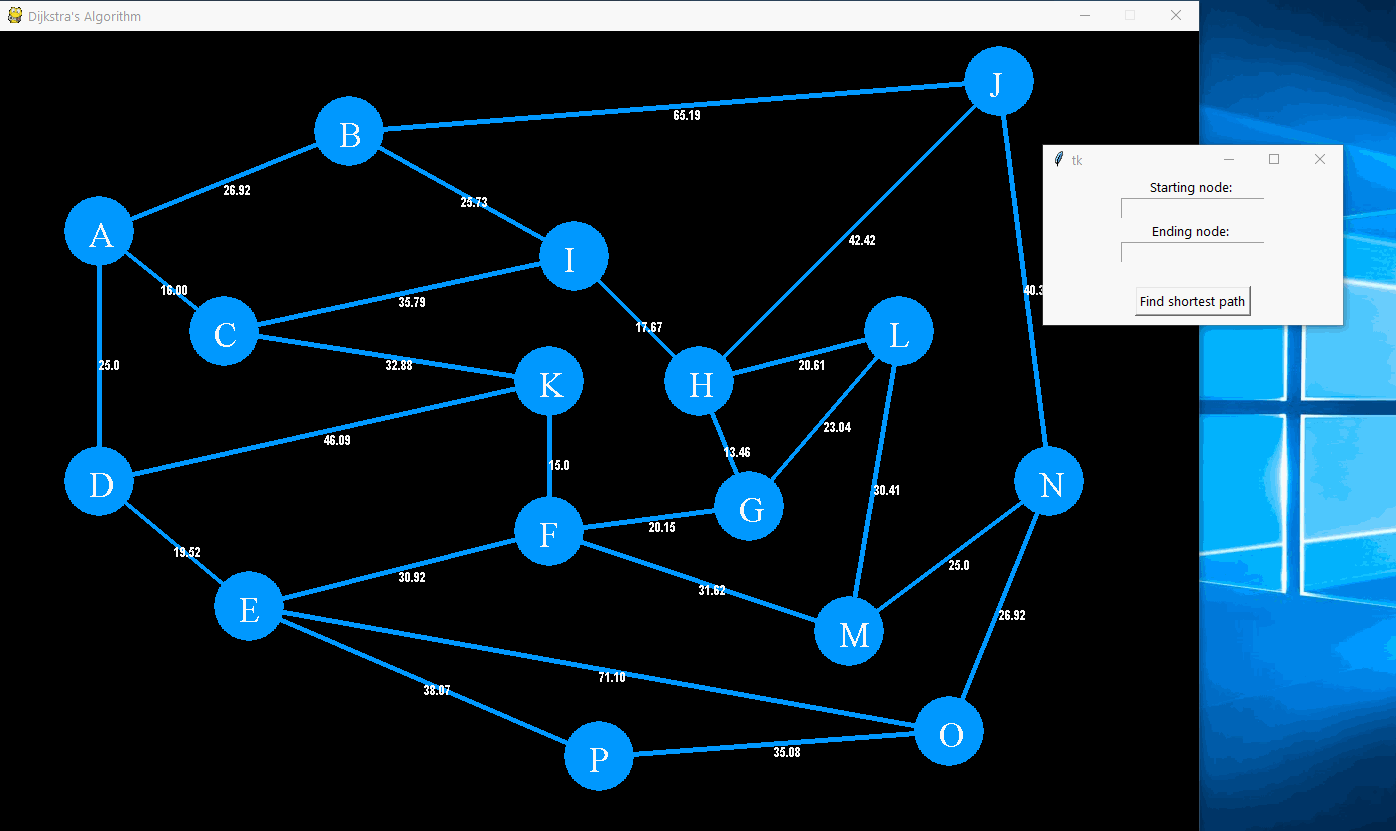 Dijkstra's Algorithm
J
B
65.19
tk
26.92
Starting node:
25.73
A
Ending node:
42.42
I
16.00
40.3
35.79
Find shortest path
17.67
C
L
32.88
25.0
20.61
K
H
23.04
46.09
13.46
15.0
D
N
30.41
G
20.15
F
19.52
25.0
30.92
31.62
E
26.92
M
71.10
38.07
O
35.08
P